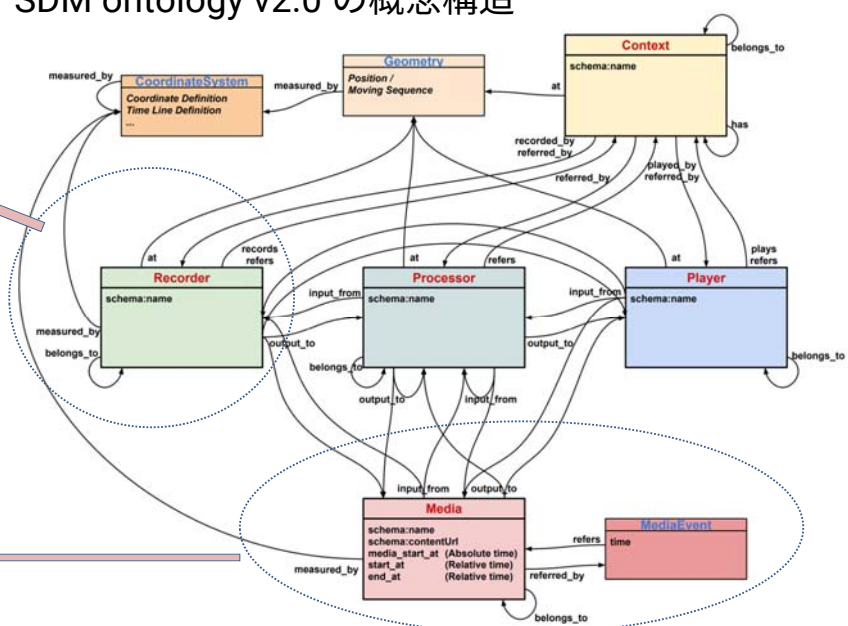 SDM ontology v2.0 の概念構造
Context
schema:name
belongs_to
has
Geometry
Position /
Moving Sequence
at
measured_by
measured_by
CoordinateSystem
Coordinate Definition
Time Line Definition
...
recorded_by
referred_by
referred_by
played_by
referred_by
at
records
refers
at
refers
at
plays
refers
Recorder
schema:name
measured_by
belongs_to
input_from
output_to
Processor
schema:name
belongs_to
output_to
input_from
input_from
output_to
Player
schema:name
belongs_to
input_from
output_to
Media
schema:name
schema:contentUrl
media_start_at (Absolute time)
start_at (Relative time)
end_at (Relative time)
measured_by
belongs_to
refers
referred_by
MediaEvent
time